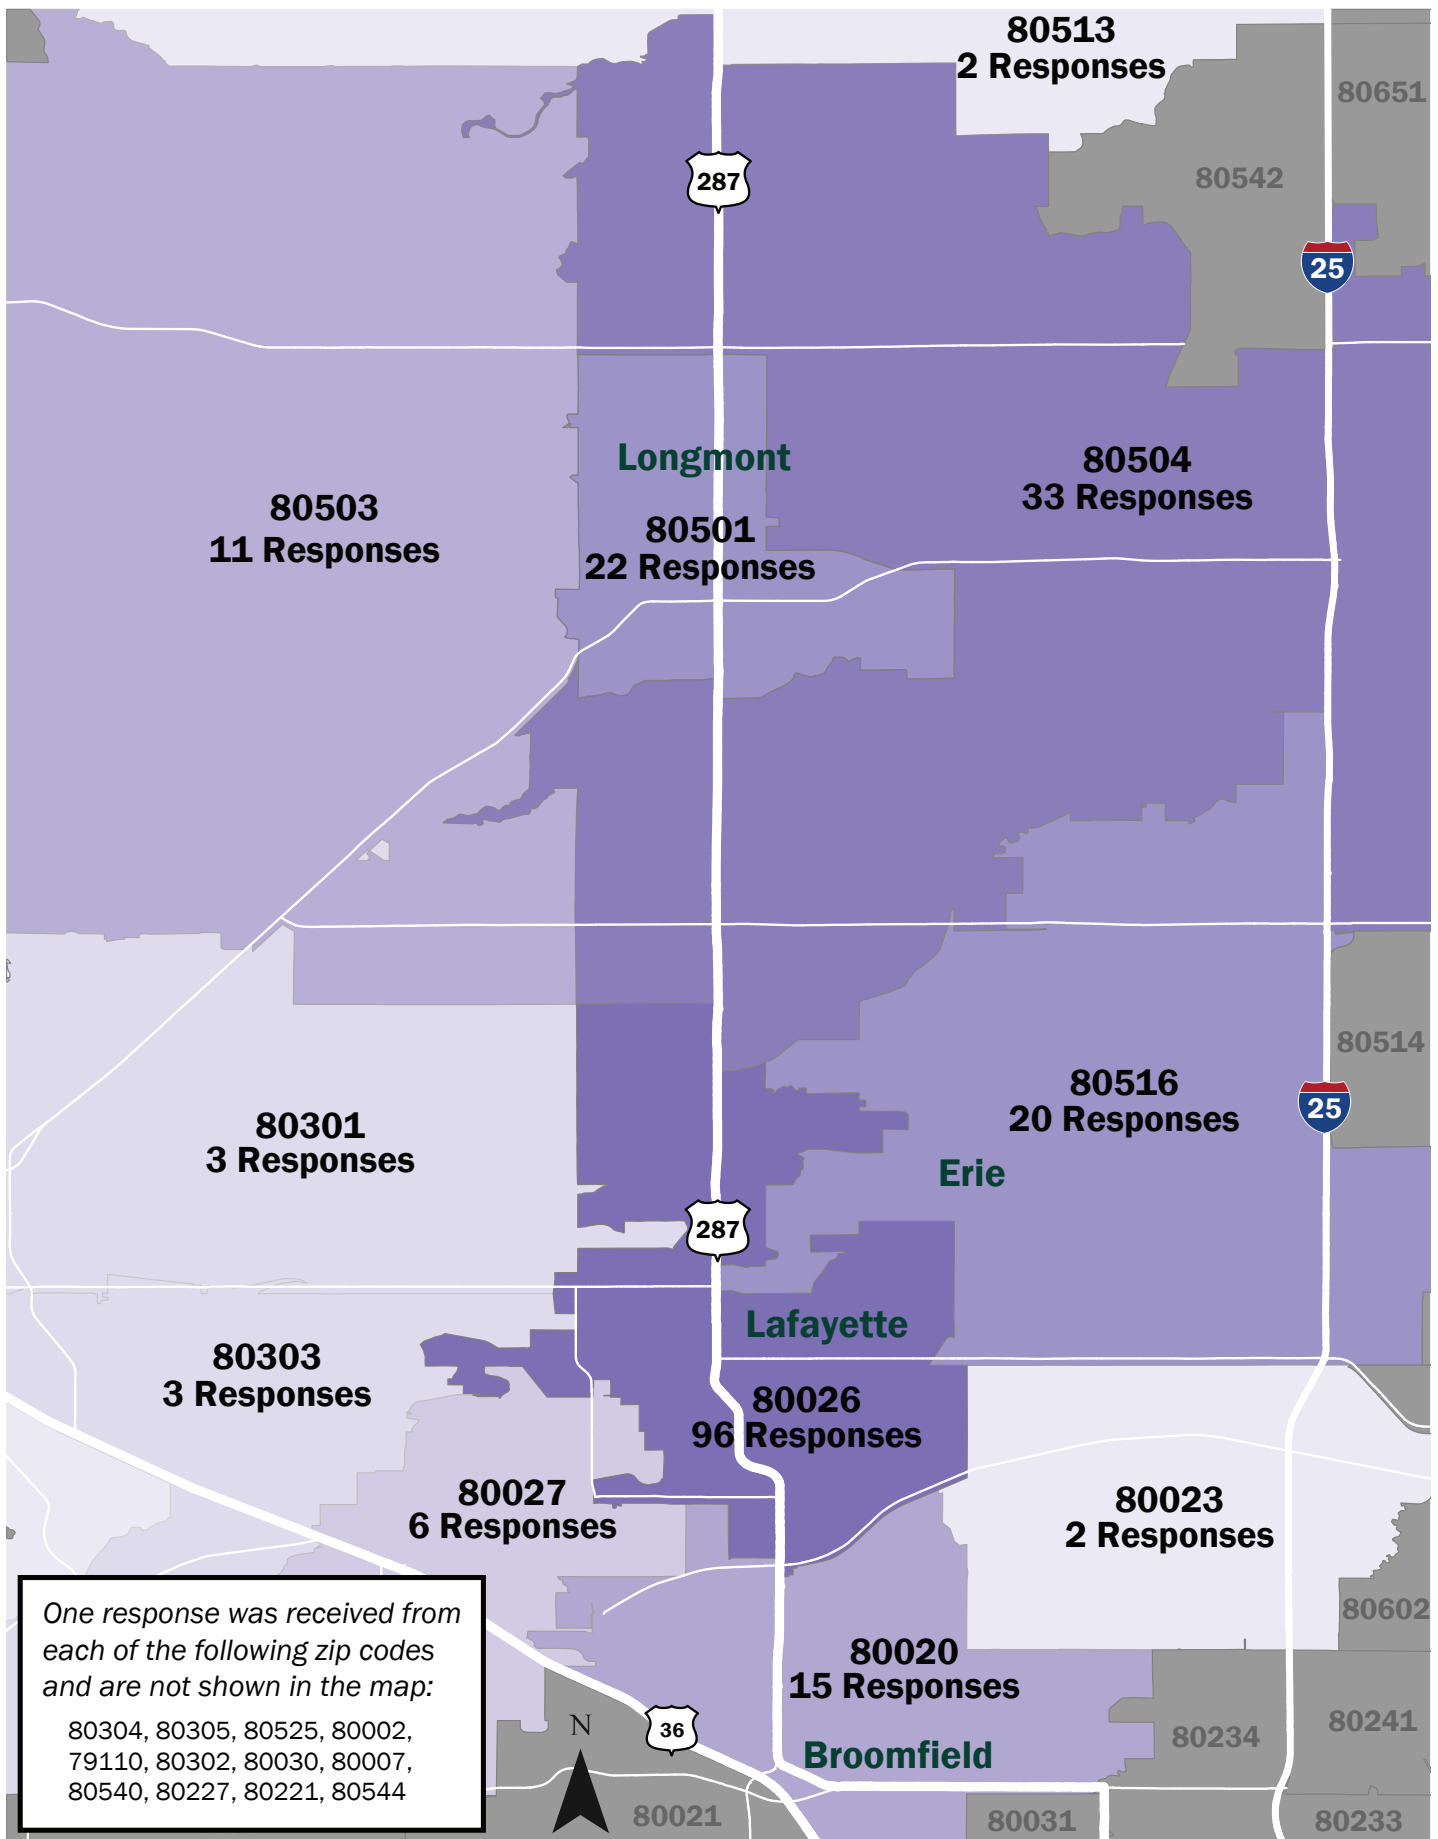 80513
2 Responses
80651
80542
287
25
Longmont
80504
33 Responses
80503
11 Responses
80501
22 Responses
80514
80516
20 Responses
25
80301
3 Responses
Erie
287
Lafayette
80303
3 Responses
80026
96 Responses
80027
6 Responses
80023
2 Responses
80602
One response was received from
each of the following zip codes
and are not shown in the map:
80304, 80305, 80525, 80002,
79110, 80302, 80030, 80007,
80540, 80227, 80221, 80544
80020
15 Responses
N
36
80234
80241
Broomfield
80021
80031
80233